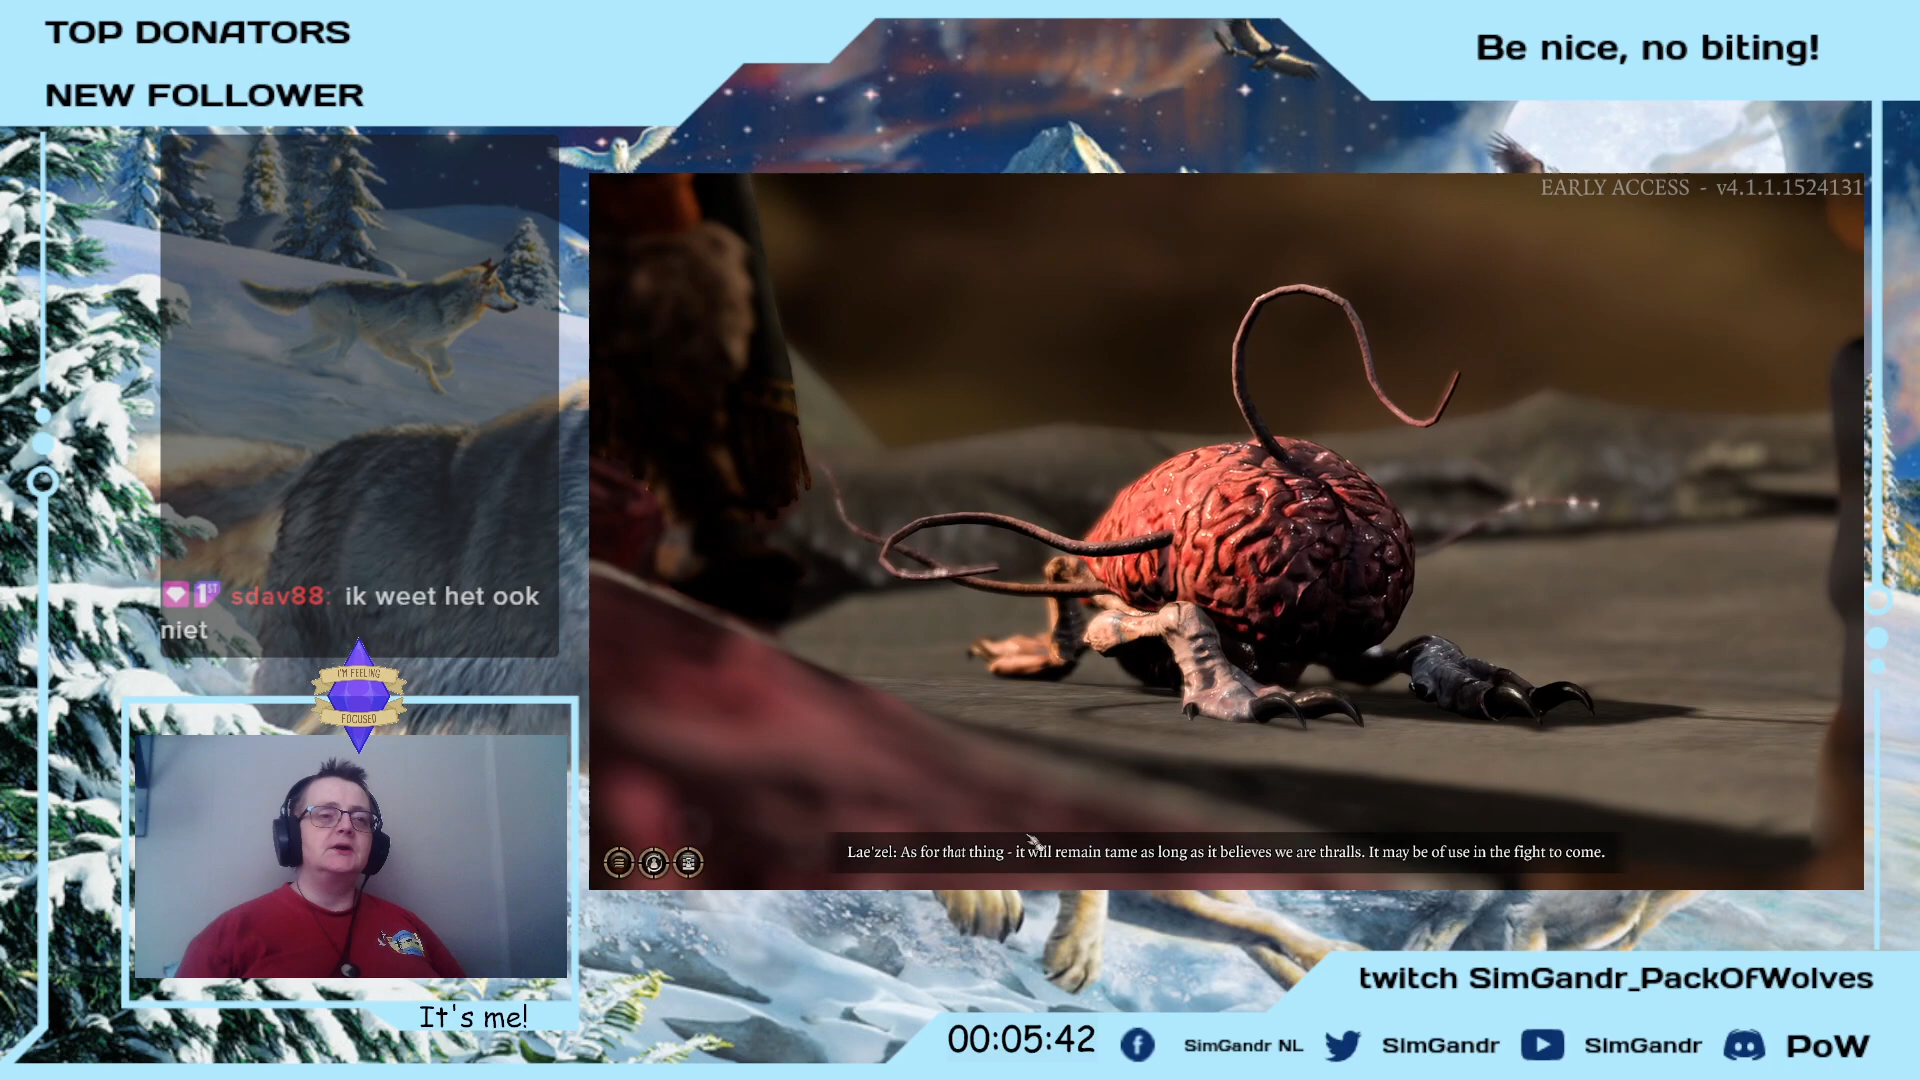 TOP DONATORS
NEW FOLLOWER
Be nice, no biting!
EARLY ACCESS - v4.1.1.1524131
1ST sdav88: ik weet het ook
niet
I'M FEELING
FOCUSED
Lae'zel: As for that thing - it will remain tame as long as it believes we are thralls. It may be of use in the fight to come.
It's me!
twitch SimGandr_PackOfWolves
00:05:42 SimGandr NL SimGandr SimGandr PoW